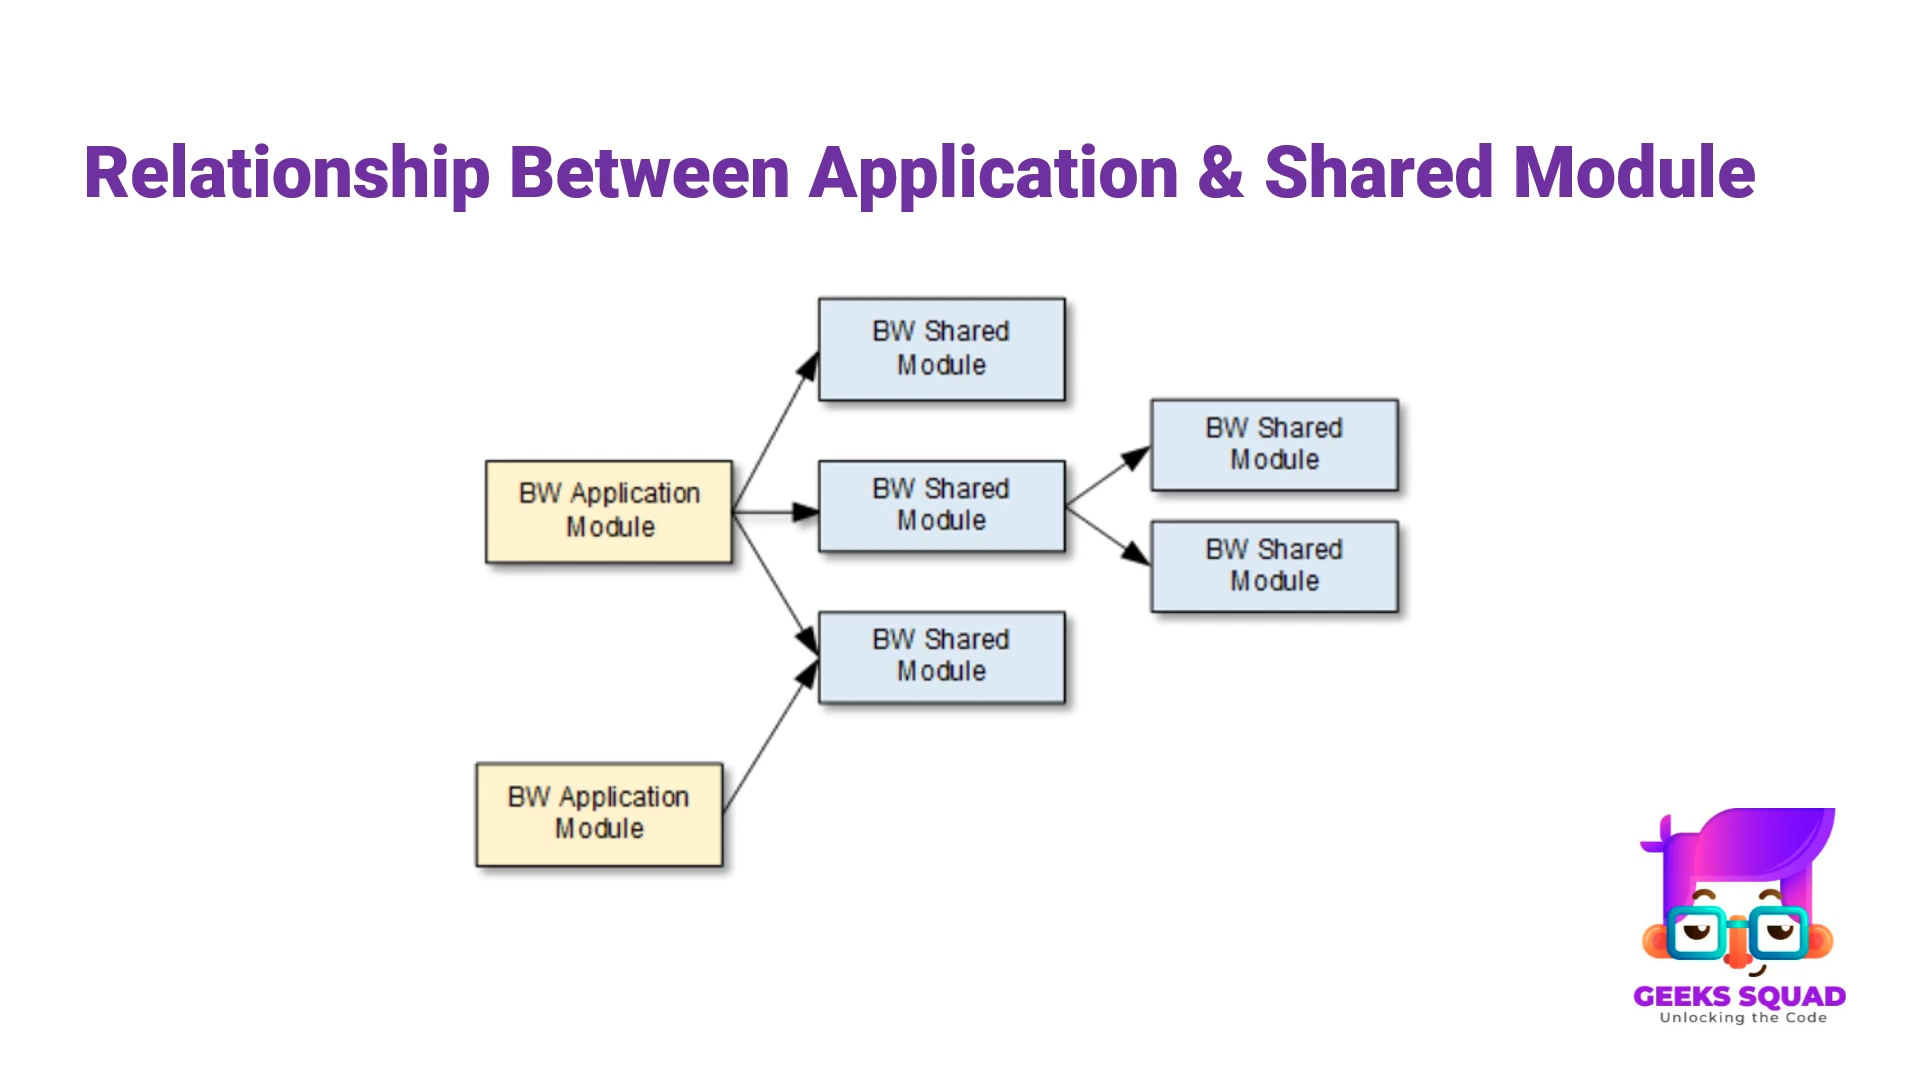 Relationship Between Application & Shared Module
BW Shared
Module
BW Application
Module
BW Shared
Module
BW Shared
Module
BW Shared
Module
BW Shared
Module
BW Application
Module
GEEKS SQUAD
Unlocking the Code